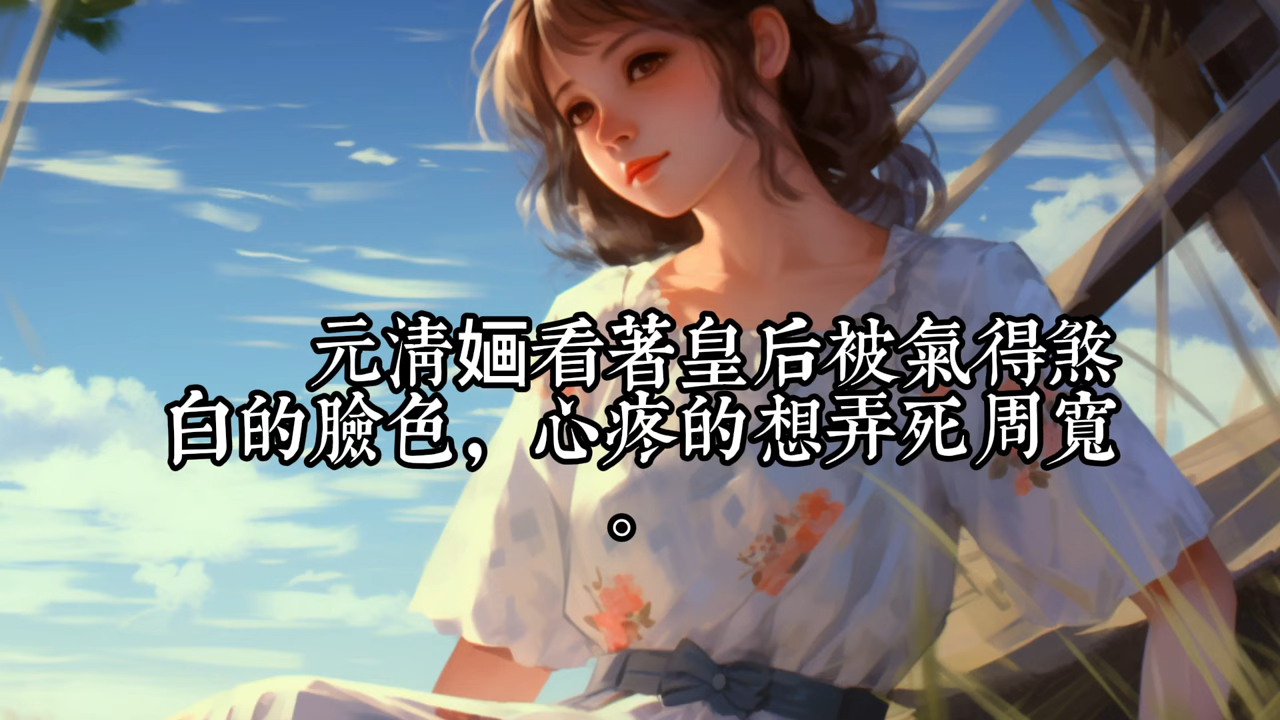 元清婳看著皇后被氣得煞
白的臉色，心疼的想弄死周寬
。